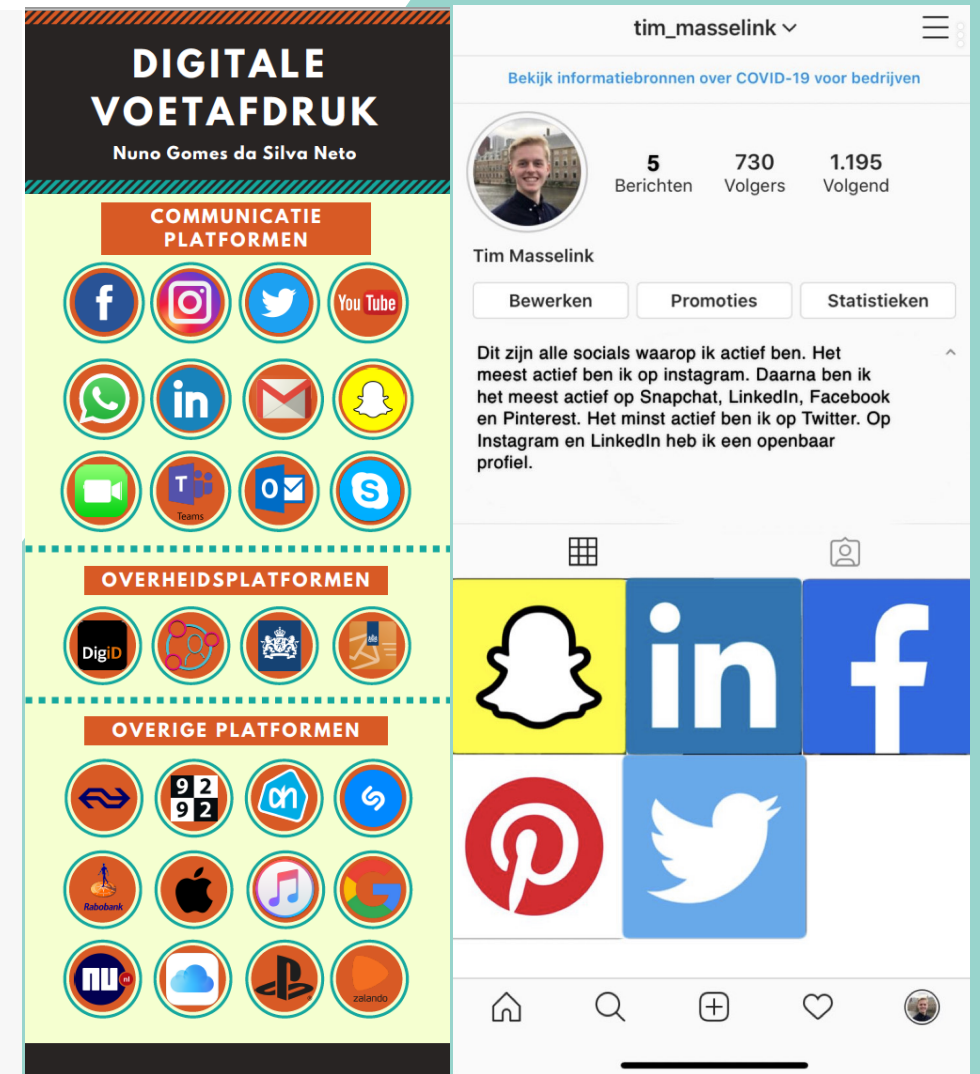 DIGITALE
VOETAFDRUK
Nuno Gomes da Silva Neto
COMMUNICATIE
PLATFORMEN
f
You Tube
in
T
Teams
O
S
OVERHEIDSPLATFORMEN
DigiD
OVERIGE PLATFORMEN
92
92
ah
Rabobank
G
nu.nl
zalando
tim_masselink
Bekijk informatiebronnen over COVID-19 voor bedrijven
5 730 1.195
Berichten Volgers Volgend
Tim Masselink
Bewerken Promoties Statistieken
Dit zijn alle socials waarop ik actief ben. Het
meest actief ben ik op instagram. Daarna ben ik
het meest actief op Snapchat, LinkedIn, Facebook
en Pinterest. Het minst actief ben ik op Twitter. Op
Instagram en LinkedIn heb ik een openbaar
profiel.
in f